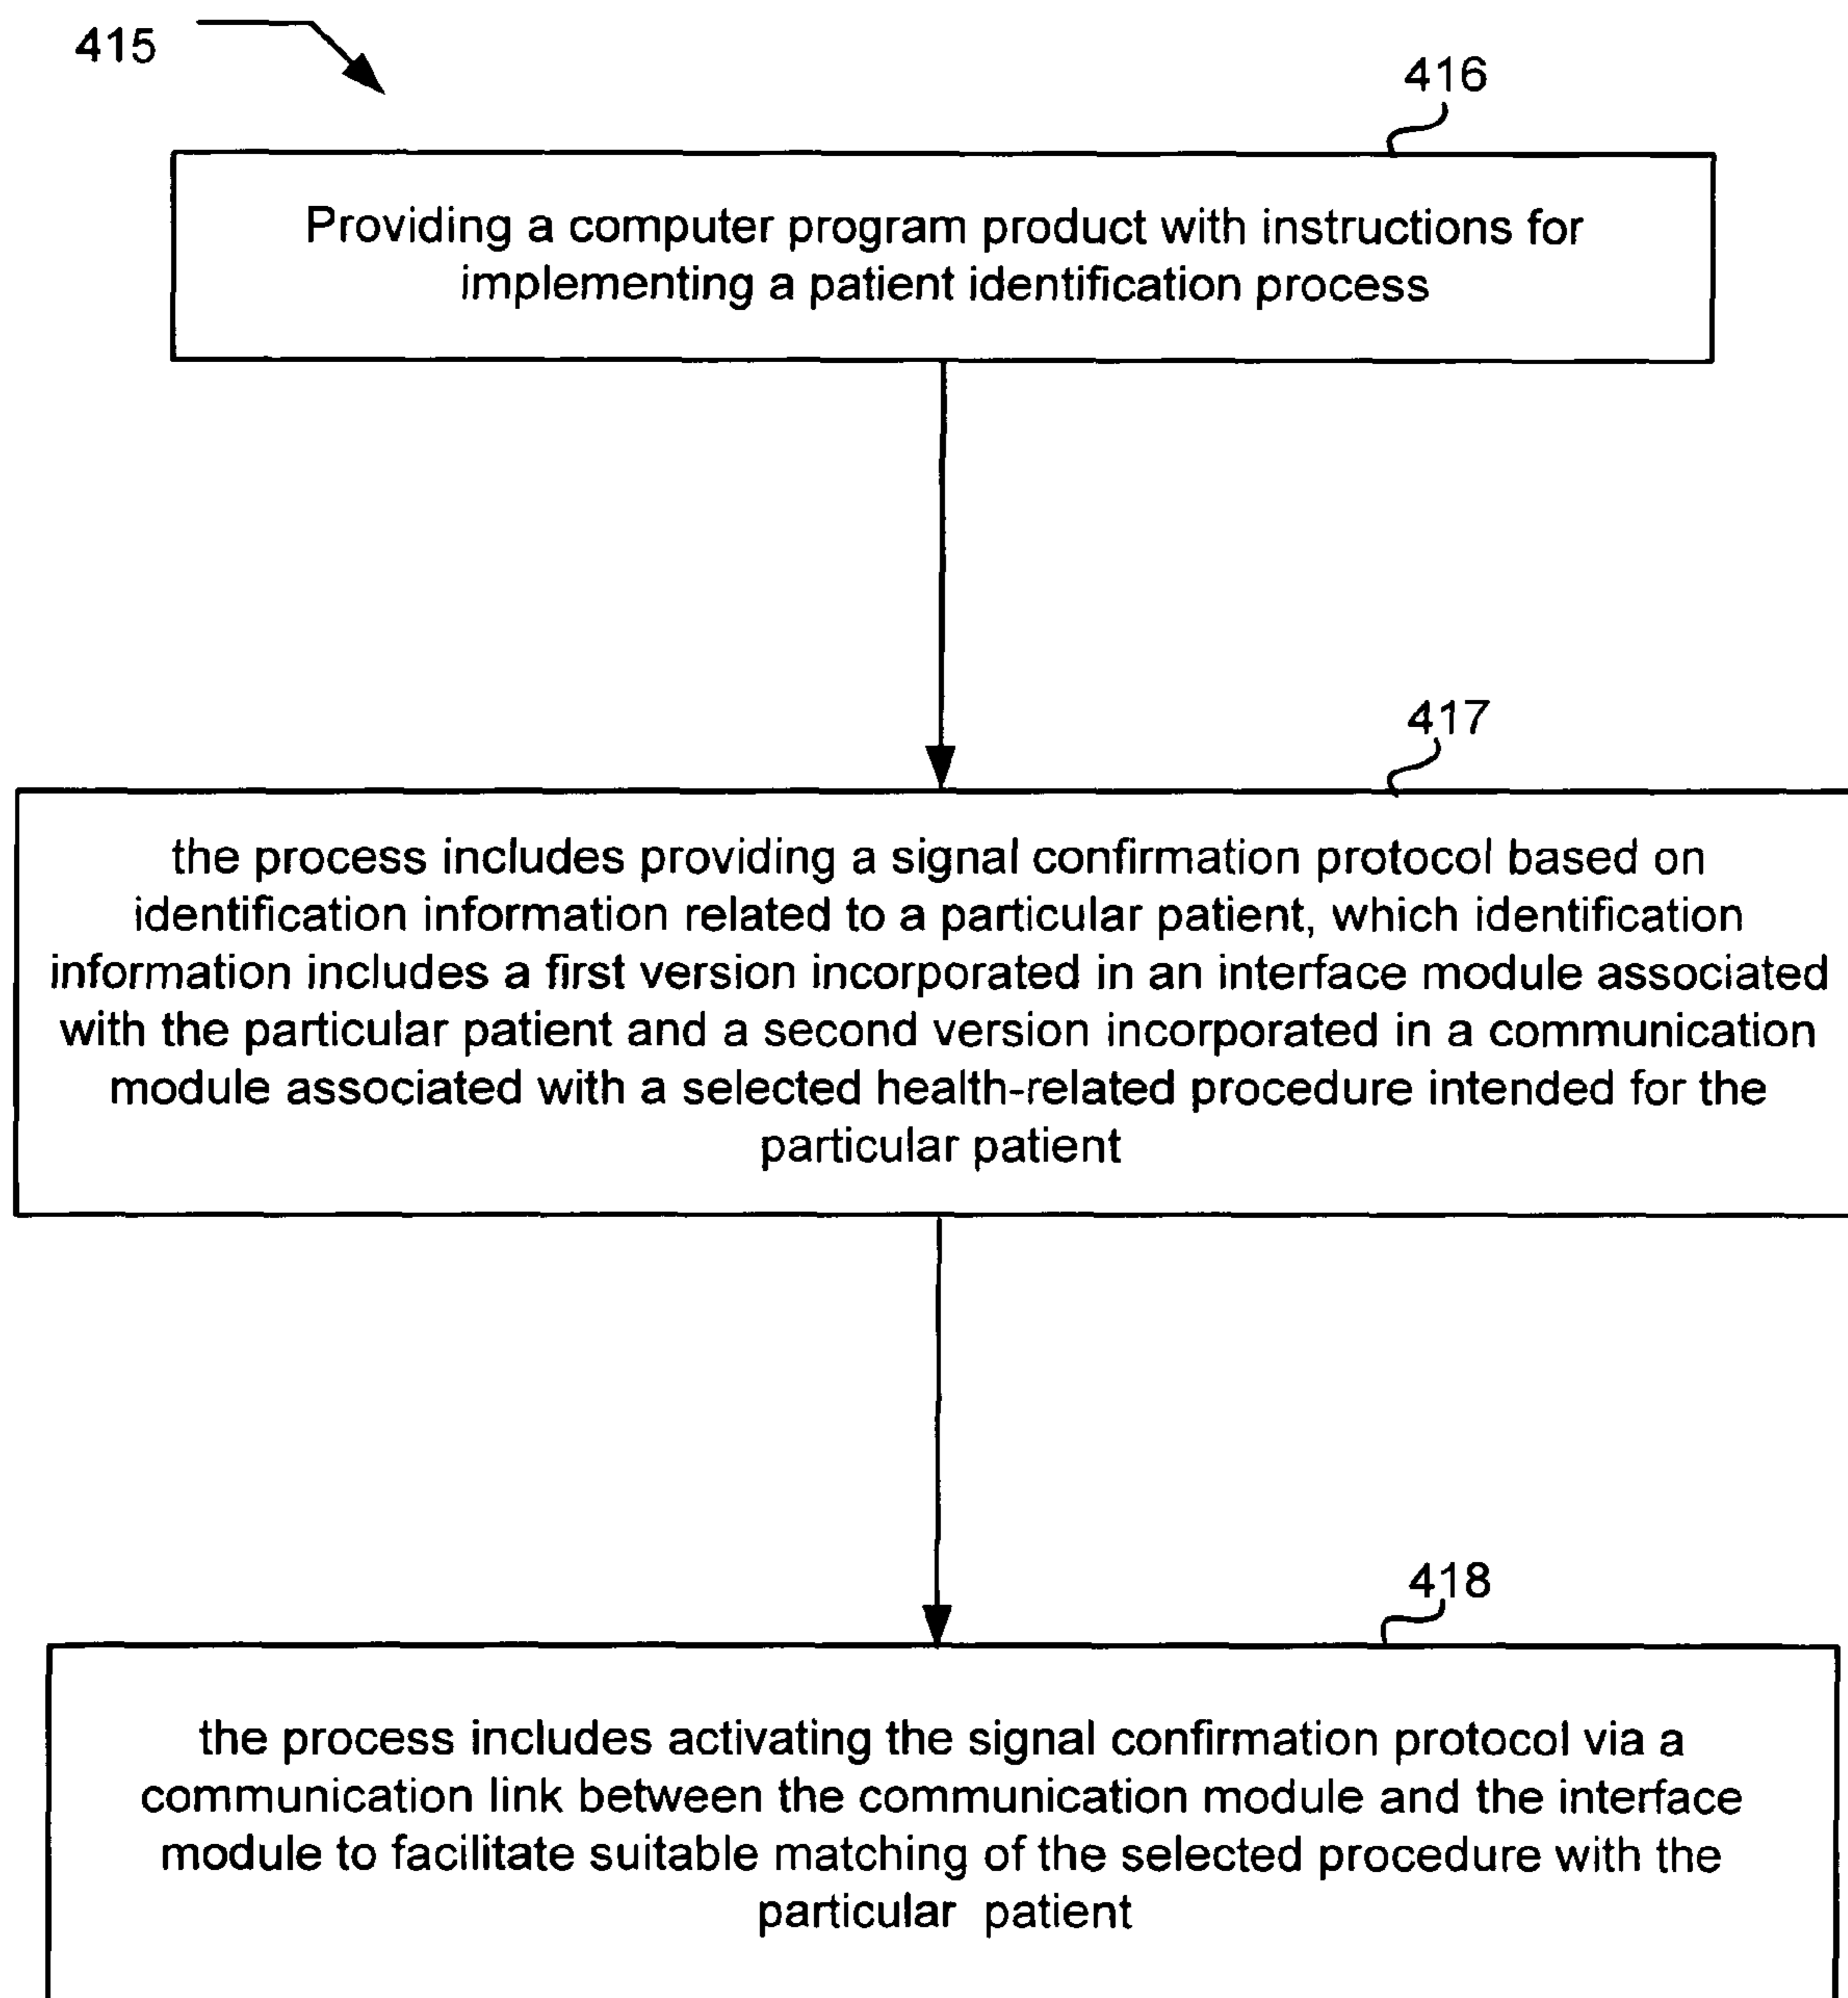 415
416
Providing a computer program product with instructions for
implementing a patient identification process
417
the process includes providing a signal confirmation protocol based on
identification information related to a particular patient, which identification
information includes a first version incorporated in an interface module associated
with the particular patient and a second version incorporated in a communication
module associated with a selected health-related procedure intended for the
particular patient
418
the process includes activating the signal confirmation protocol via a
communication link between the communication module and the interface
module to facilitate suitable matching of the selected procedure with the
particular patient